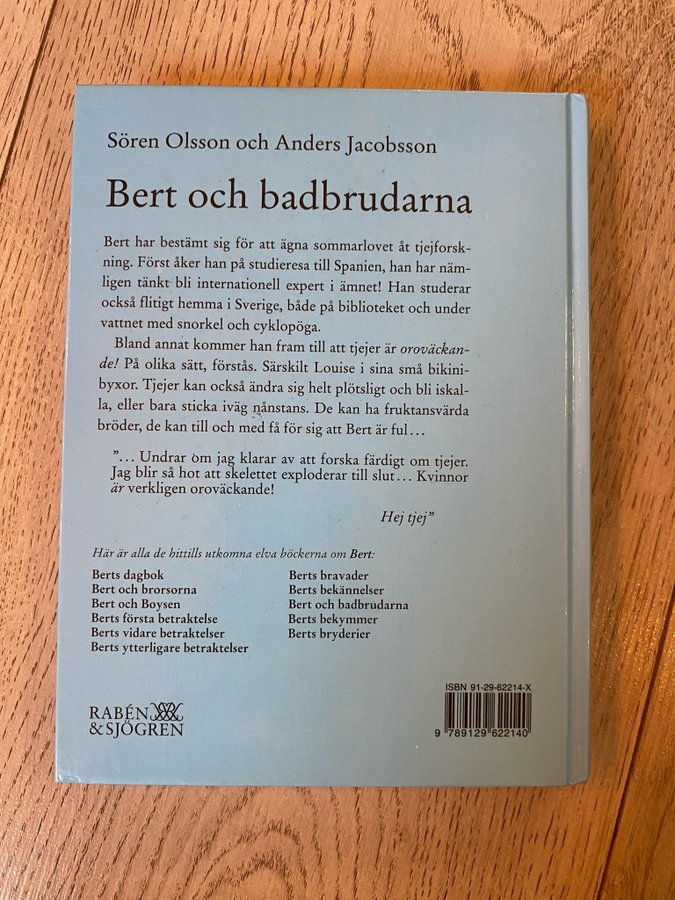 Sören Olsson och Anders Jacobsson
Bert och badbrudarna
Bert har bestämt sig för att ägna sommarlovet åt tjejforsk-
ning. Först åker han på studieresa till Spanien, han har näm-
ligen tänkt bli internationell expert i ämnet! Han studerar
också flitigt hemma i Sverige, både på biblioteket och under
vattnet med snorkel och cyklopöga.
Bland annat kommer han fram till att tjejer är oroväckan-
de! På olika sätt, förstås. Särskilt Louise i sina små bikini-
byxor. Tjejer kan också ändra sig helt plötsligt och bli iskal-
la, eller bara sticka iväg nånstans. De kan ha fruktansvärda
bröder, de kan till och med få för sig att Bert är ful…
”… Undrar om jag klarar av att forska färdigt om tjejer.
Jag blir så hot att skelettet exploderar till slut… Kvinnor
är verkligen oroväckande!
Hej tjej”
Här är alla de hittills utkomna elva böckerna om Bert:
Berts dagbok
Bert och brorsorna
Bert och Boysen
Berts första betraktelse
Berts vidare betraktelser
Berts ytterligare betraktelser
Berts bravader
Berts bekännelser
Bert och badbrudarna
Berts bekymmer
Berts bryderier
RABÉN
& SJÖGREN
ISBN 91-29-62214-X
9 789129 622140